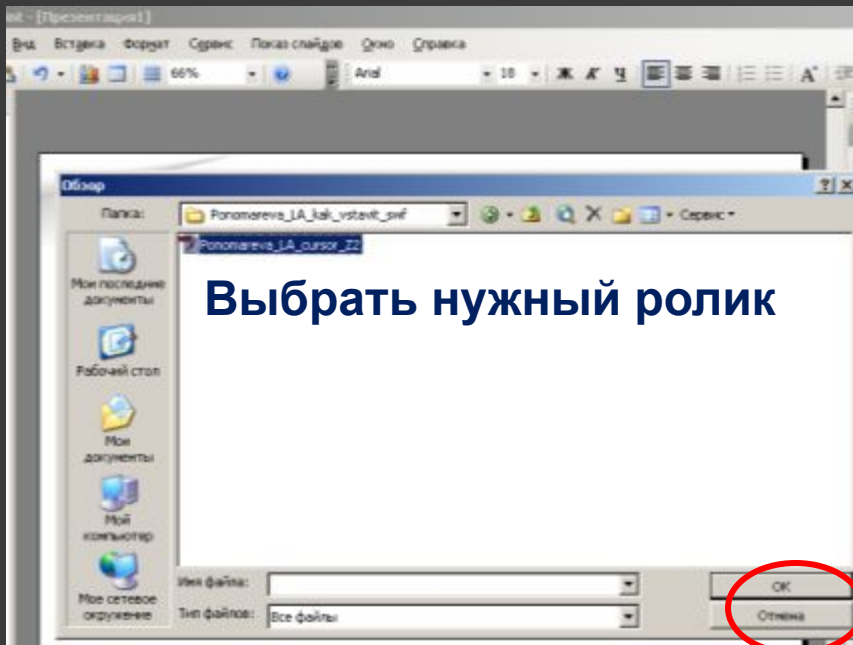 int - [Презентация1]
Вид Вставка Формат Сервис Показ слайдов Окно Справка
66% Arial 18 Ж К Ч
Обзор
Папка: Ponomareva_LA_kak_vstavit_swf Сервис
Ponomareva_LA_cursor_Z2
Выбрать нужный ролик
Мои последние
документы
Рабочий стол
Мои
документы
Мой
компьютер
Мое сетевое
окружение
Имя файла:
OK
Тип файлов: Все файлы
Отмена